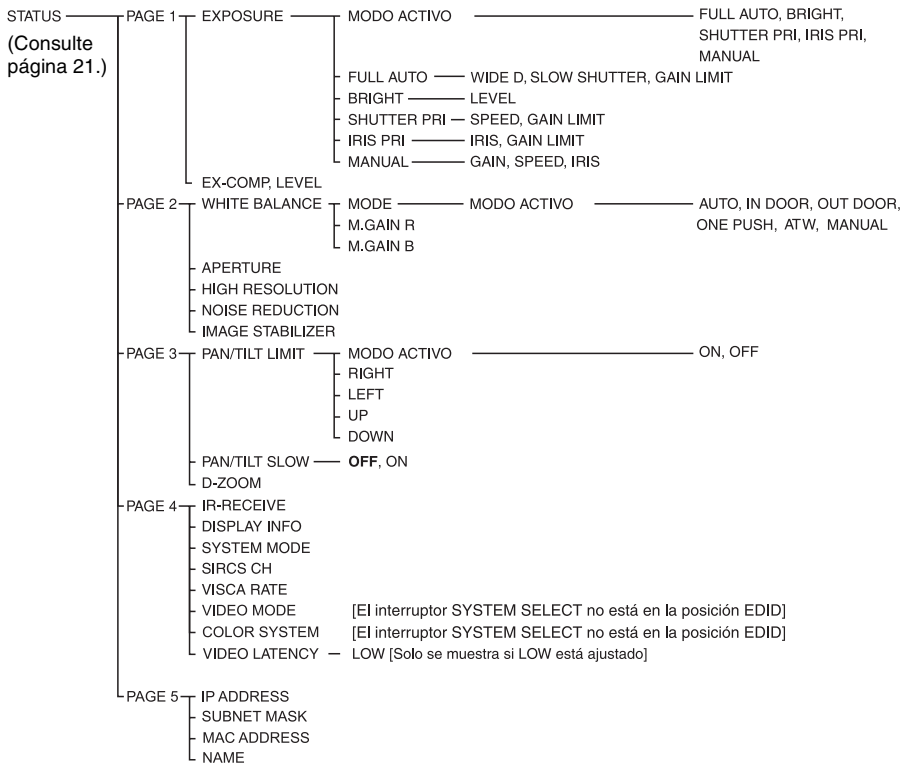 STATUS PAGE 1 EXPOSURE MODO ACTIVO FULL AUTO, BRIGHT,
(Consulte SHUTTER PRI, IRIS PRI,
página 21.) MANUAL
FULL AUTO WIDE D, SLOW SHUTTER, GAIN LIMIT
BRIGHT LEVEL
SHUTTER PRI SPEED, GAIN LIMIT
IRIS PRI IRIS, GAIN LIMIT
MANUAL GAIN, SPEED, IRIS
EX-COMP, LEVEL
PAGE 2 WHITE BALANCE MODE MODO ACTIVO AUTO, IN DOOR, OUT DOOR,
M.GAIN R ONE PUSH, ATW, MANUAL
M.GAIN B
APERTURE
HIGH RESOLUTION
NOISE REDUCTION
IMAGE STABILIZER
PAGE 3 PAN/TILT LIMIT MODO ACTIVO ON, OFF
RIGHT
LEFT
UP
DOWN
PAN/TILT SLOW OFF, ON
D-ZOOM
PAGE 4 IR-RECEIVE
DISPLAY INFO
SYSTEM MODE
SIRCS CH
VISCA RATE
VIDEO MODE [El interruptor SYSTEM SELECT no está en la posición EDID]
COLOR SYSTEM [El interruptor SYSTEM SELECT no está en la posición EDID]
VIDEO LATENCY LOW [Solo se muestra si LOW está ajustado]
PAGE 5 IP ADDRESS
SUBNET MASK
MAC ADDRESS
NAME